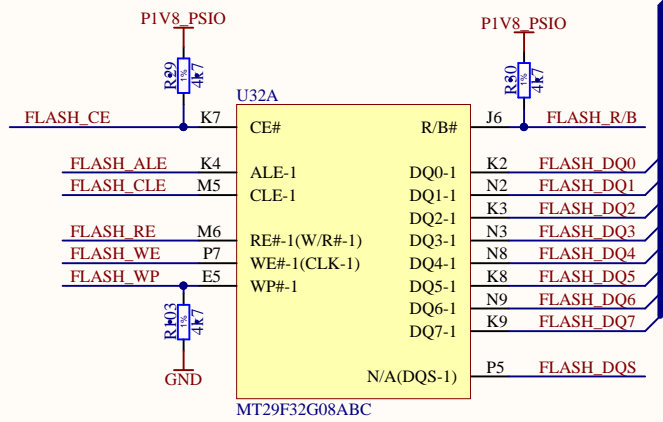 P1V8_PSIO
P1V8_PSIO
R29
1%
4k7
R30
1%
4k7
U32A
FLASH_CE K7 CE# R/B# J6 FLASH_R/B
FLASH_ALE K4 ALE-1 DQ0-1 K2 FLASH_DQ0
FLASH_CLE M5 CLE-1 DQ1-1 N2 FLASH_DQ1
DQ2-1 K3 FLASH_DQ2
FLASH_RE M6 RE#-1(W/R#-1) DQ3-1 N3 FLASH_DQ3
FLASH_WE P7 WE#-1(CLK-1) DQ4-1 N8 FLASH_DQ4
FLASH_WP E5 WP#-1 DQ5-1 K8 FLASH_DQ5
DQ6-1 N9 FLASH_DQ6
DQ7-1 K9 FLASH_DQ7
R103
1%
4k7
GND
N/A(DQS-1) P5 FLASH_DQS
MT29F32G08ABC